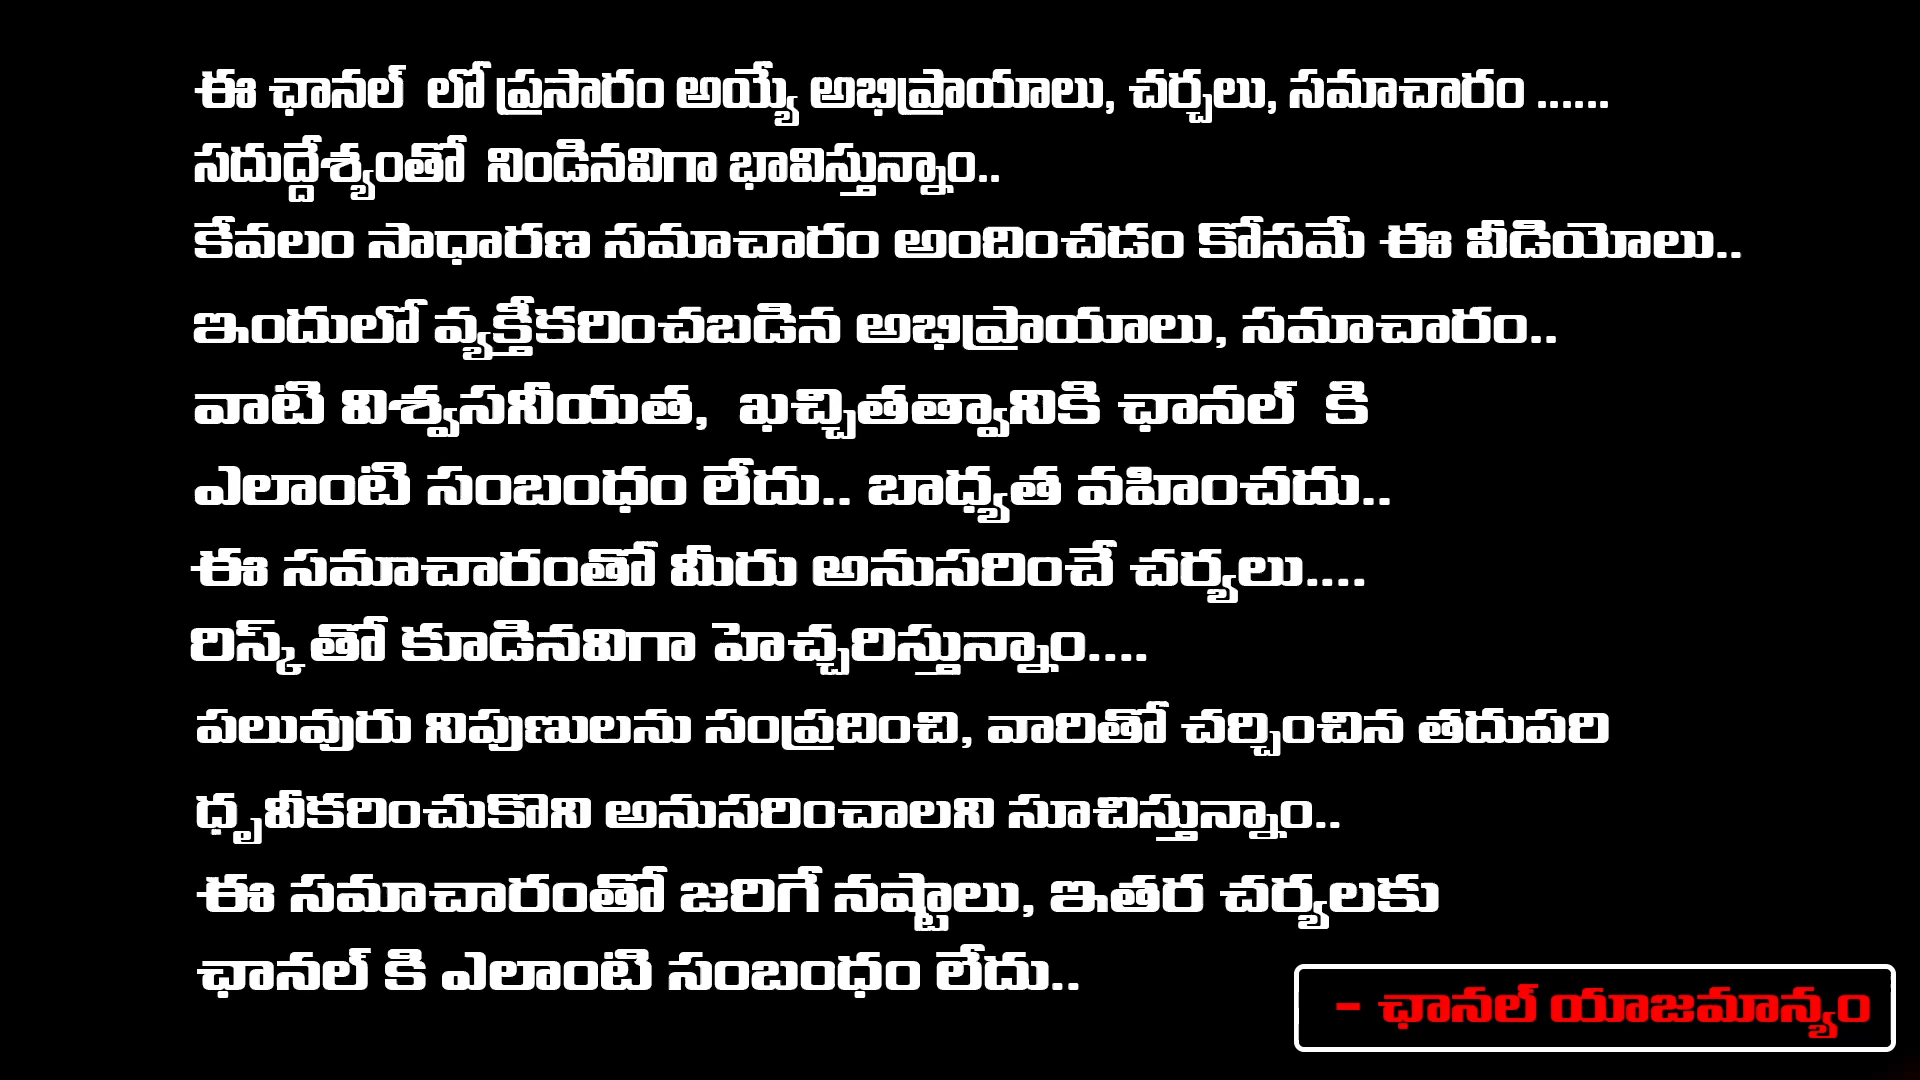 ఈ ఛానల్ లో ప్రసారం అయ్యే అభిప్రాయాలు, చర్చలు, సమాచారం ......
సదుద్దేశ్యంతో నిండినవిగా భావిస్తున్నాం..
కేవలం సాధారణ సమాచారం అందించడం కోసమే ఈ వీడియోలు..
ఇందులో వ్యక్తీకరించబడిన అభిప్రాయాలు, సమాచారం..
వాటి విశ్వసనీయత, ఖచ్చితత్వానికి ఛానల్ కి
ఎలాంటి సంబంధం లేదు.. బాధ్యత వహించదు..
ఈ సమాచారంతో మీరు అనుసరించే చర్యలు....
రిస్క్ తో కూడినవిగా హెచ్చరిస్తున్నాం....
పలువురు నిపుణులను సంప్రదించి, వారితో చర్చించిన తదుపరి
ధృవీకరించుకొని అనుసరించాలని సూచిస్తున్నాం..
ఈ సమాచారంతో జరిగే నష్టాలు, ఇతర చర్యలకు
ఛానల్ కి ఎలాంటి సంబంధం లేదు..
- ఛానల్ యాజమాన్యం